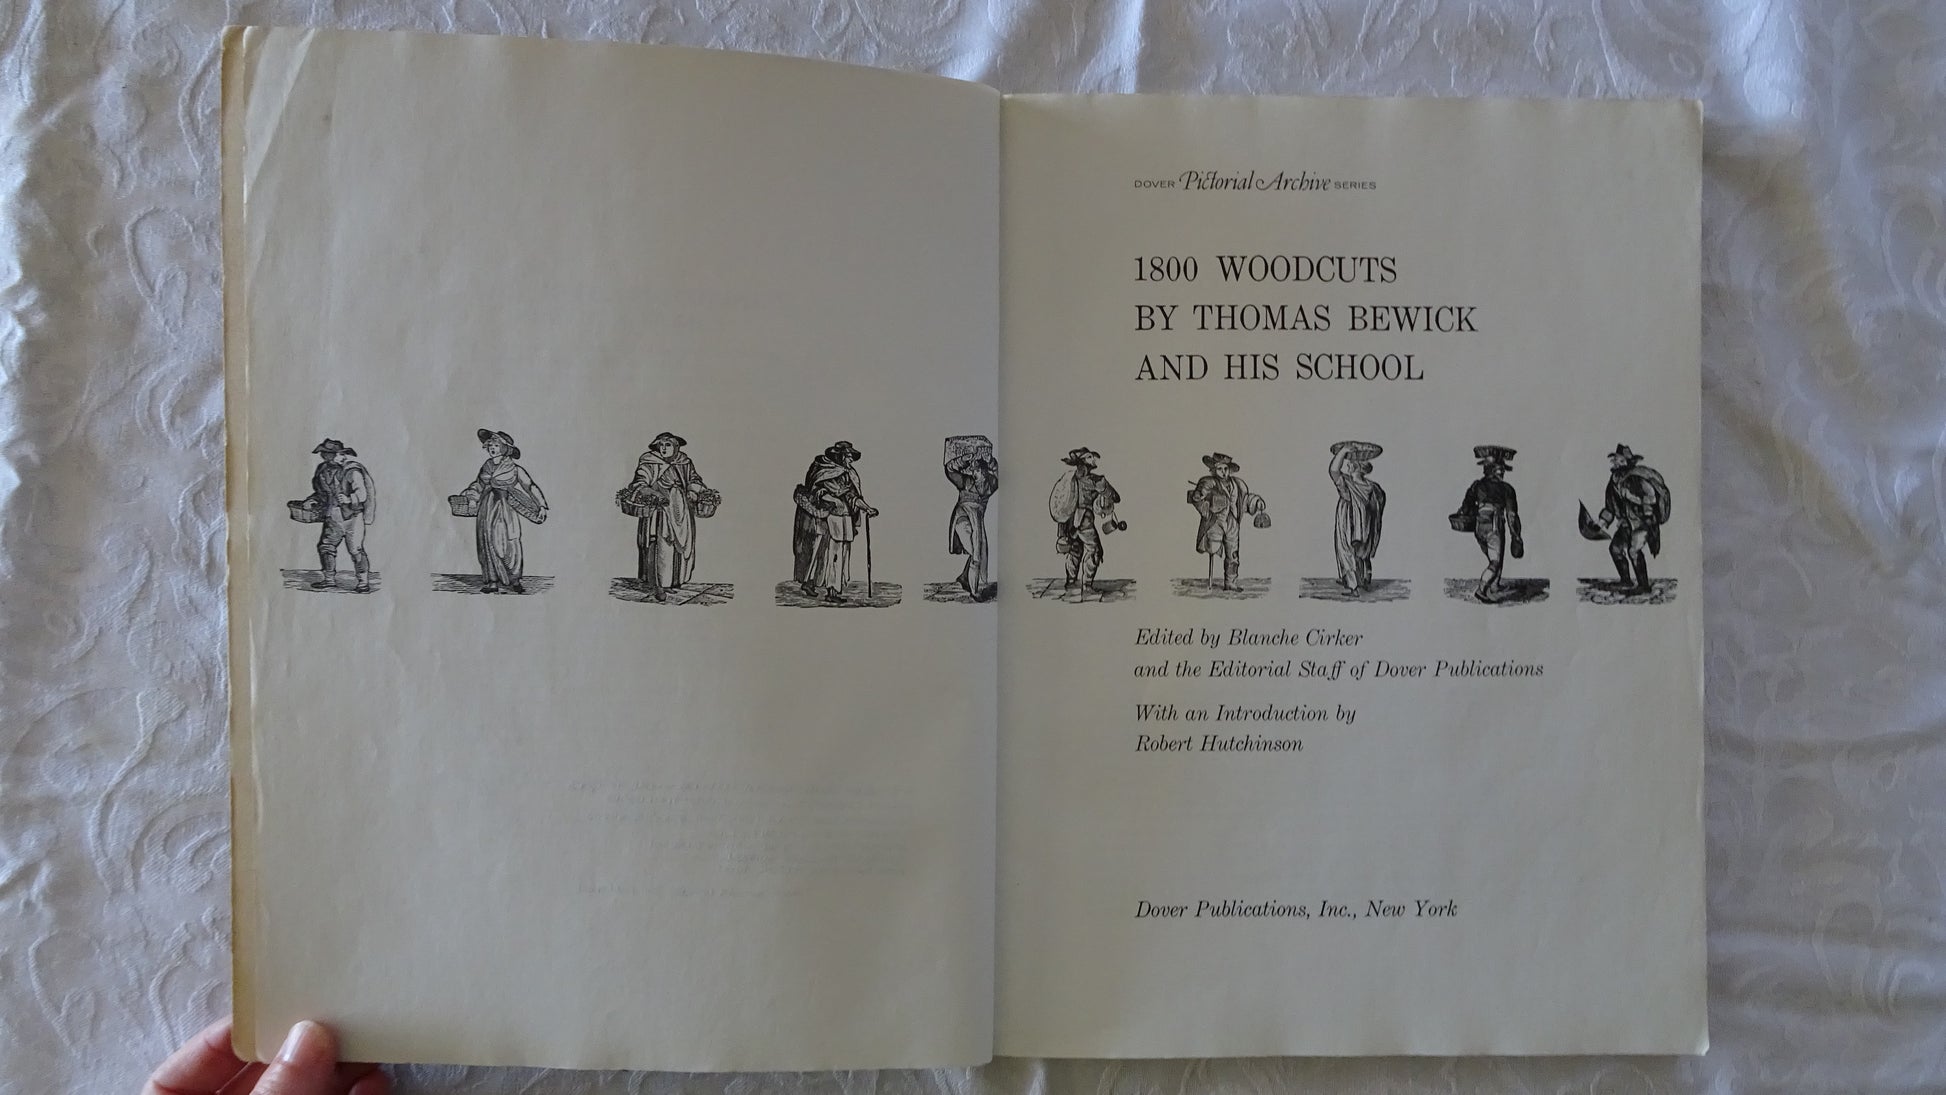 DOVER Pictorial Archive SERIES
1800 WOODCUTS
BY THOMAS BEWICK
AND HIS SCHOOL
Edited by Blanche Cirker
and the Editorial Staff of Dover Publications
With an Introduction by
Robert Hutchinson
Dover Publications, Inc., New York